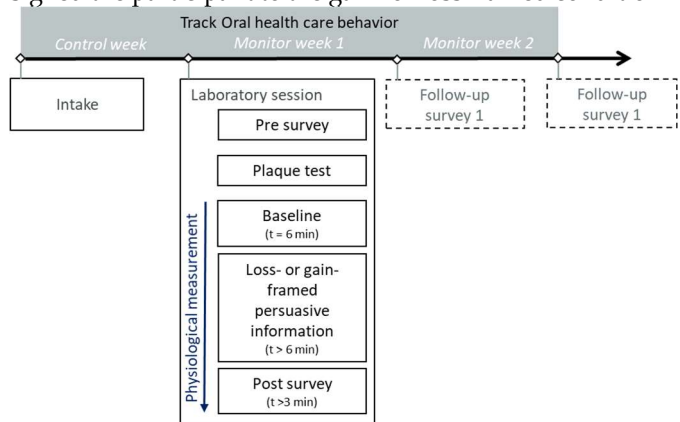 Track Oral health care behavior
Control week
Monitor week 1
Monitor week 2
Intake
Laboratory session
Pre survey
Plaque test
Baseline
(t = 6 min)
Loss- or gain-
framed
persuasive
information
(t > 6 min)
Post survey
(t >3 min)
Physiological measurement
Follow-up
survey 1
Follow-up
survey 1